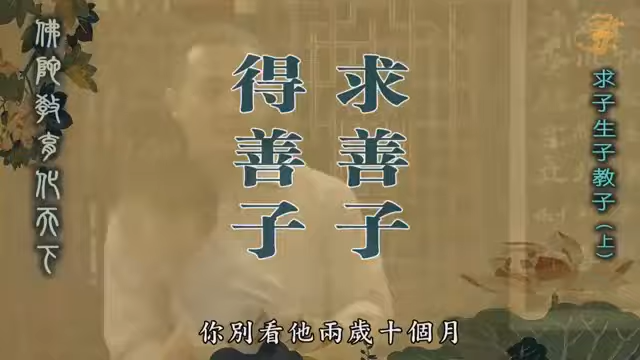 佛陀教育化天下
求善子
得善子
求子生子教子(上)
你別看他兩歲十個月